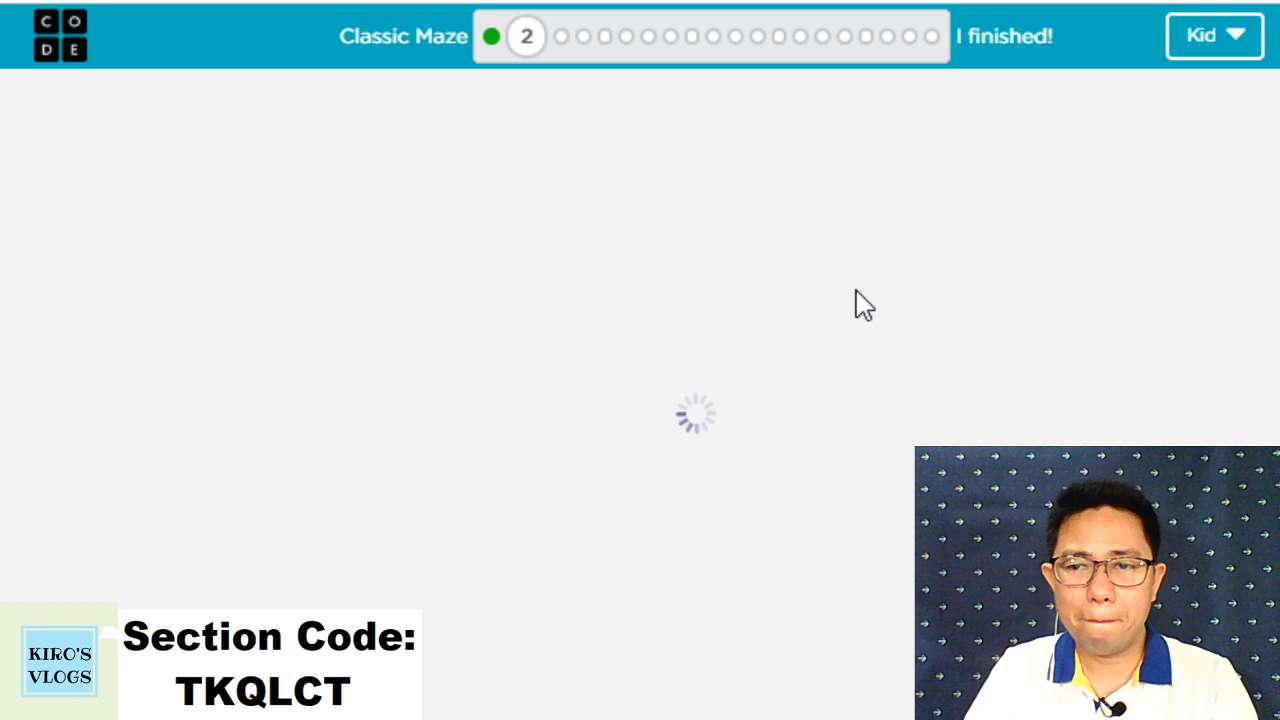 C O
D E
Classic Maze 2 I finished!
Kid
KIRO'S
VLOGS
Section Code:
TKQLCT